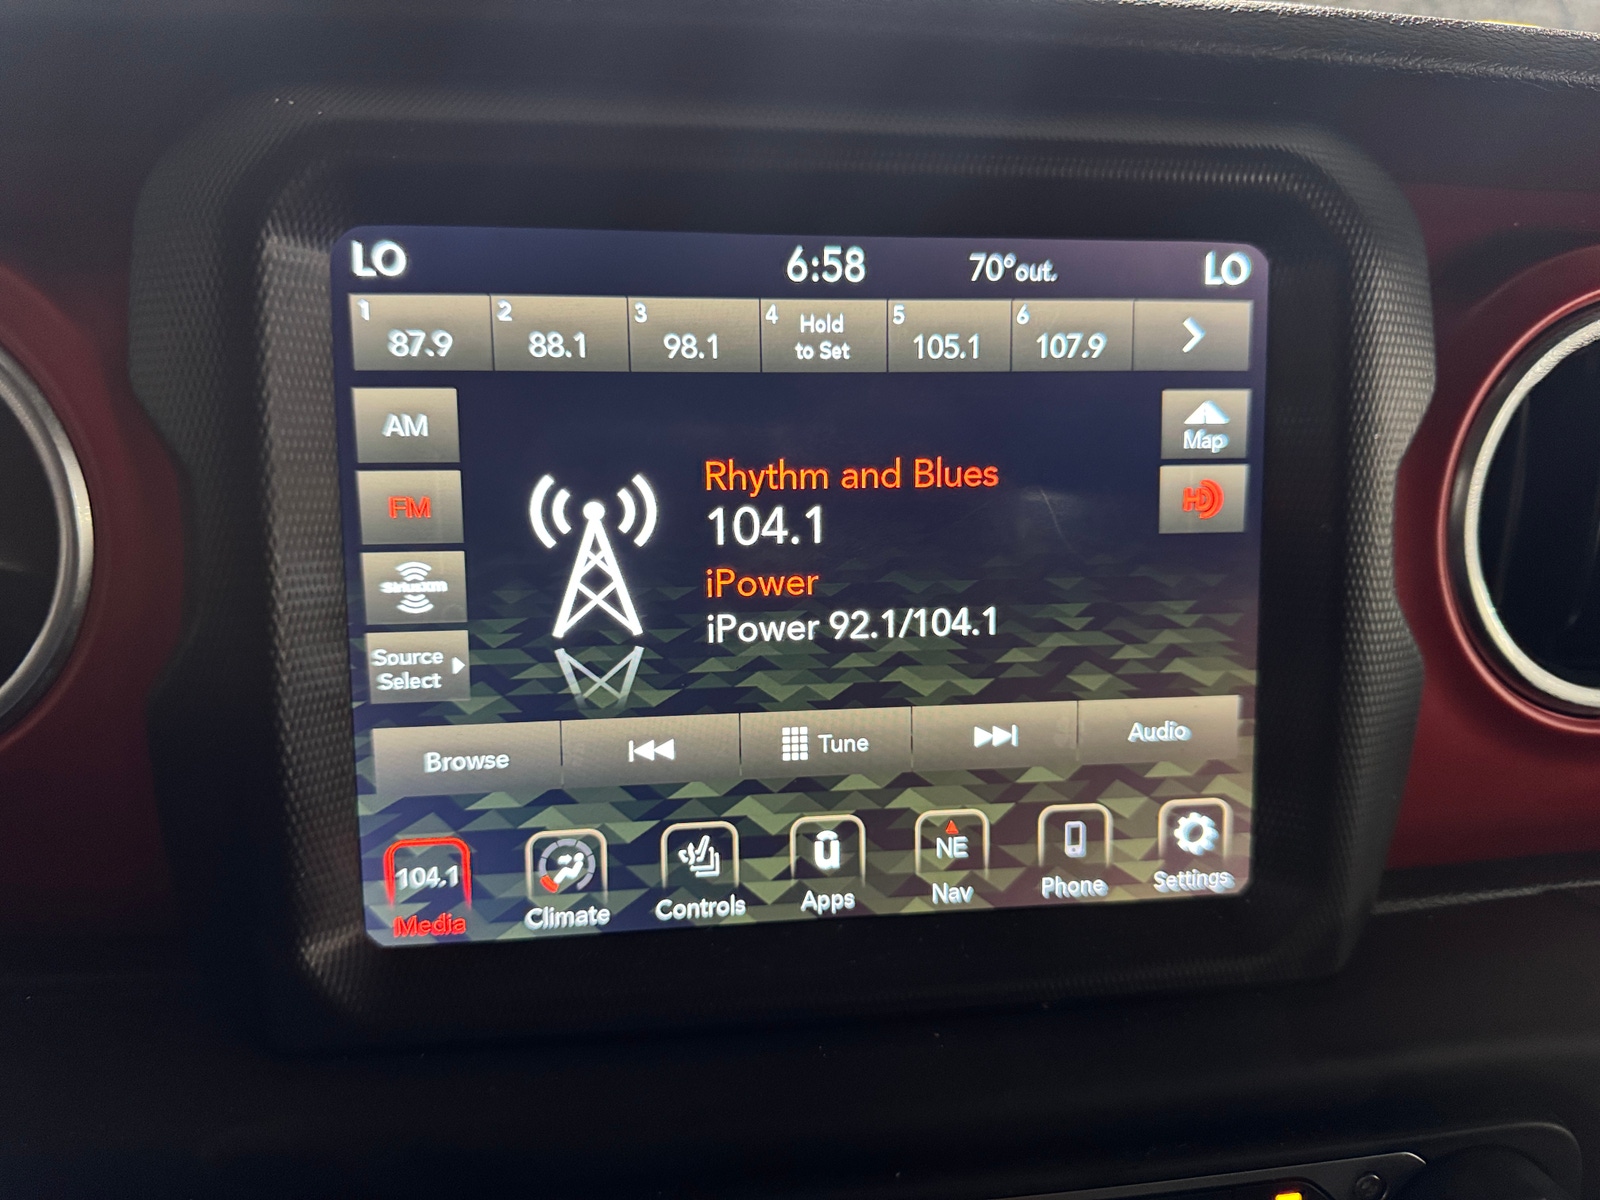 LO 6:58 70°out. LO
1 87.9
2 88.1
3 98.1
4 Hold
to Set
5 105.1
6 107.9
AM
FM
SiriusXM
Source
Select
Map
HD
Rhythm and Blues
104.1
iPower
iPower 92.1/104.1
Browse
Tune
Audio
104.1
Media
Climate
Controls
ū
Apps
NE
Nav
Phone
Settings